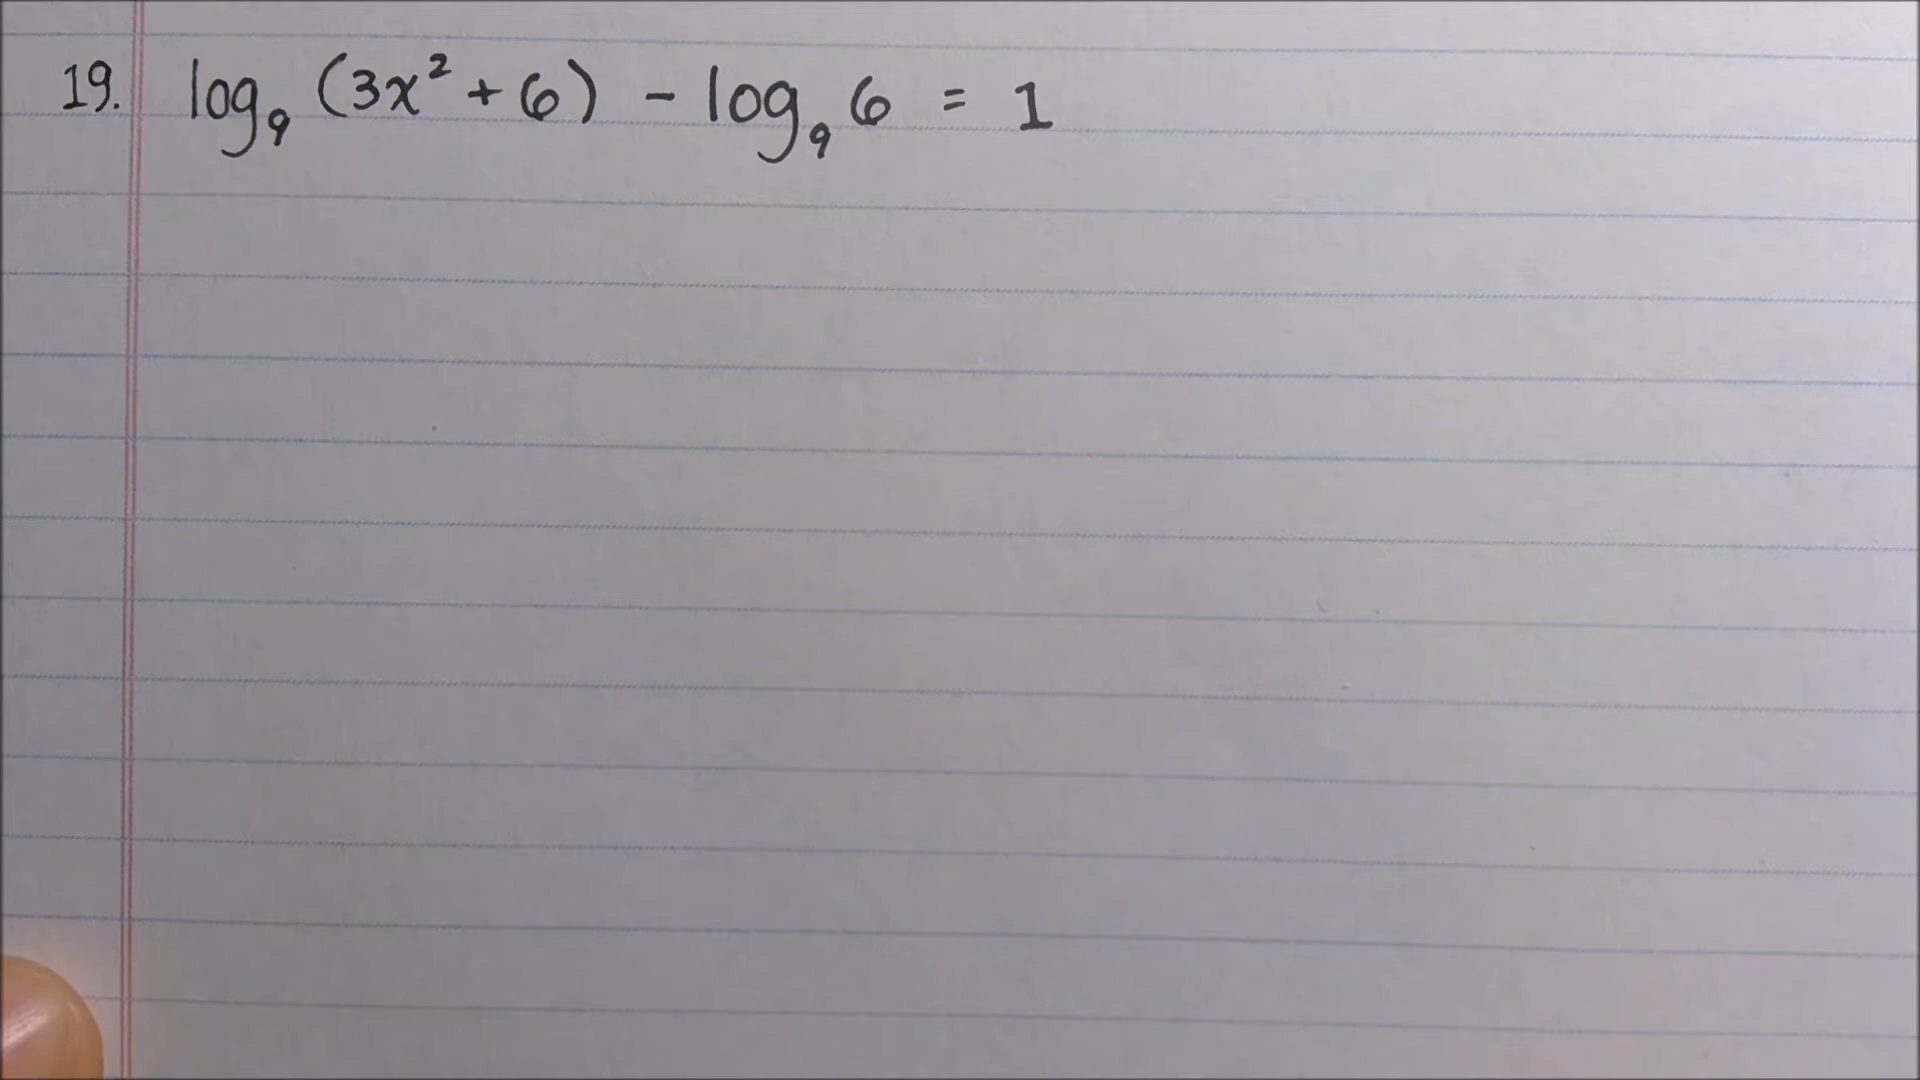 19. log₉ (3x² + 6) - log₉ 6 = 1